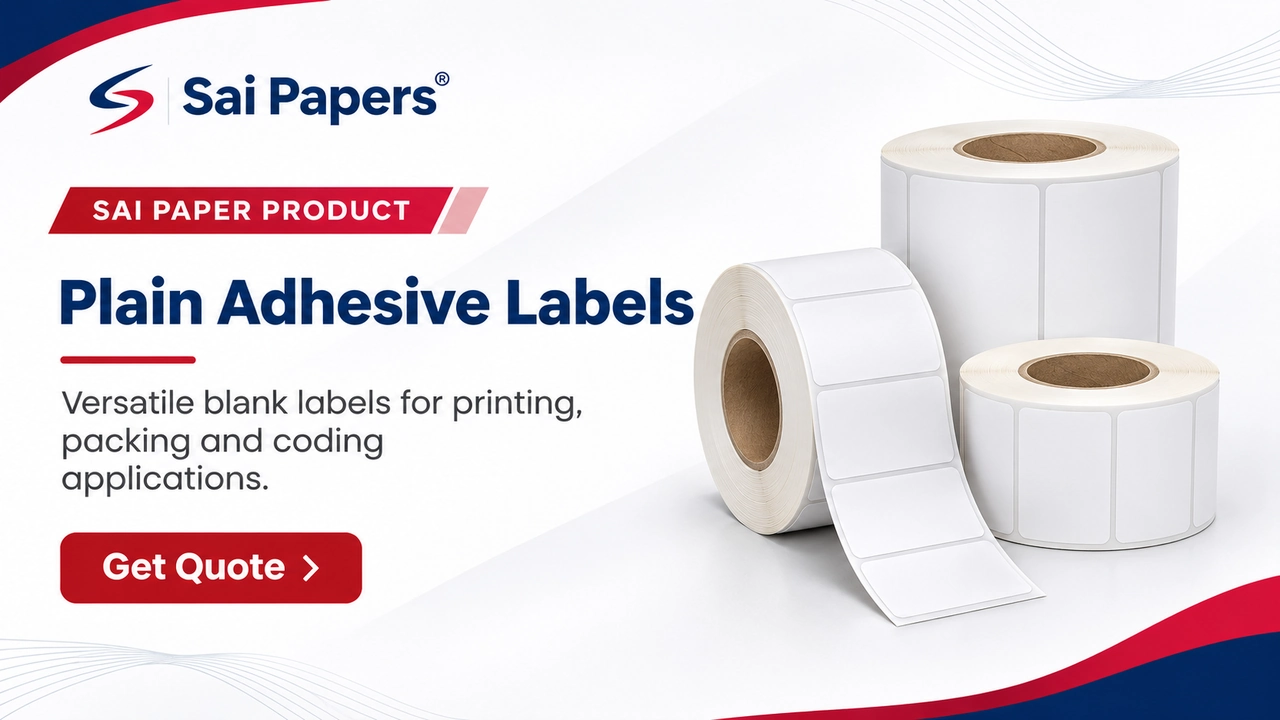 Sai Papers®
SAI PAPER PRODUCT
Plain Adhesive Labels
Versatile blank labels for printing,
packing and coding
applications.
Get Quote >